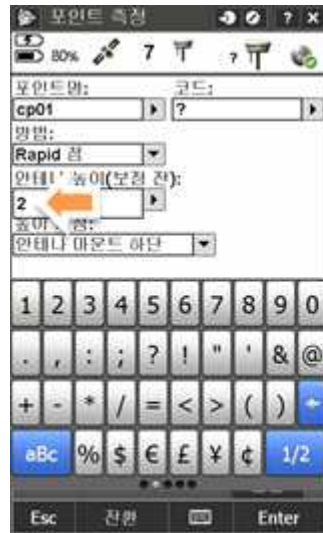 포인트 측정
80% 7 ?
포인트명: 코드:
cp01 ?
방법:
Rapid 점
안테나 높이(보정 전):
2
안테나 마운트 하단
1 2 3 4 5 6 7 8 9 0
. , : ; ? ! " ' & @
+ - * / = < > ( )
aBc % $ € £ ¥ ¢ 1/2
Esc 전환 Enter